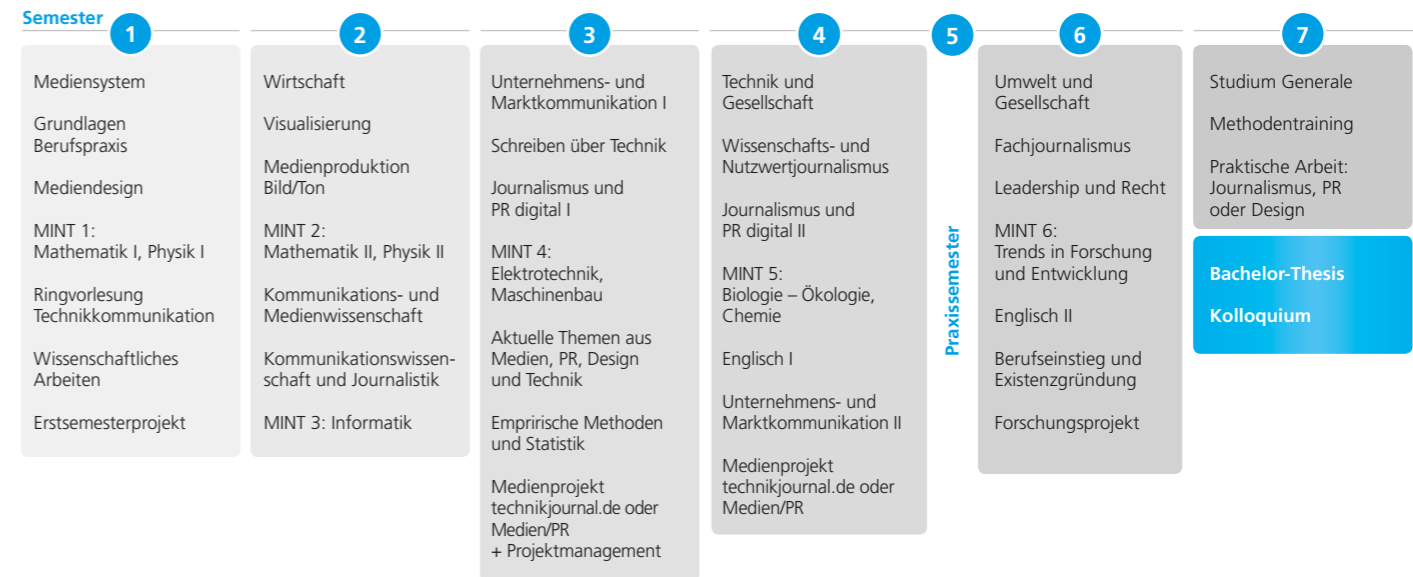 Semester
1
Mediensystem
Grundlagen
Berufspraxis
Mediendesign
MINT 1:
Mathematik I, Physik I
Ringvorlesung
Technikkommunikation
Wissenschaftliches
Arbeiten
Erstsemesterprojekt
2
Wirtschaft
Visualisierung
Medienproduktion
Bild/Ton
MINT 2:
Mathematik II, Physik II
Kommunikations- und
Medienwissenschaft
Kommunikationswissen-
schaft und Journalistik
MINT 3: Informatik
3
Unternehmens- und
Marktkommunikation I
Schreiben über Technik
Journalismus und
PR digital I
MINT 4:
Elektrotechnik,
Maschinenbau
Aktuelle Themen aus
Medien, PR, Design
und Technik
Emprirische Methoden
und Statistik
Medienprojekt
technikjournal.de oder
Medien/PR
+ Projektmanagement
4
Technik und
Gesellschaft
Wissenschafts- und
Nutzwertjournalismus
Journalismus und
PR digital II
MINT 5:
Biologie – Ökologie,
Chemie
Englisch I
Unternehmens- und
Marktkommunikation II
Medienprojekt
technikjournal.de oder
Medien/PR
5
Praxissemester
6
Umwelt und
Gesellschaft
Fachjournalismus
Leadership und Recht
MINT 6:
Trends in Forschung
und Entwicklung
Englisch II
Berufseinstieg und
Existenzgründung
Forschungsprojekt
7
Studium Generale
Methodentraining
Praktische Arbeit:
Journalismus, PR
oder Design
Bachelor-Thesis
Kolloquium